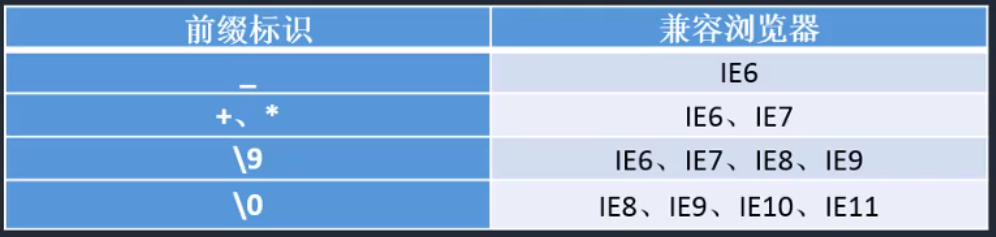 前缀标识 兼容浏览器
_ IE6
+、* IE6、IE7
\9 IE6、IE7、IE8、IE9
\0 IE8、IE9、IE10、IE11